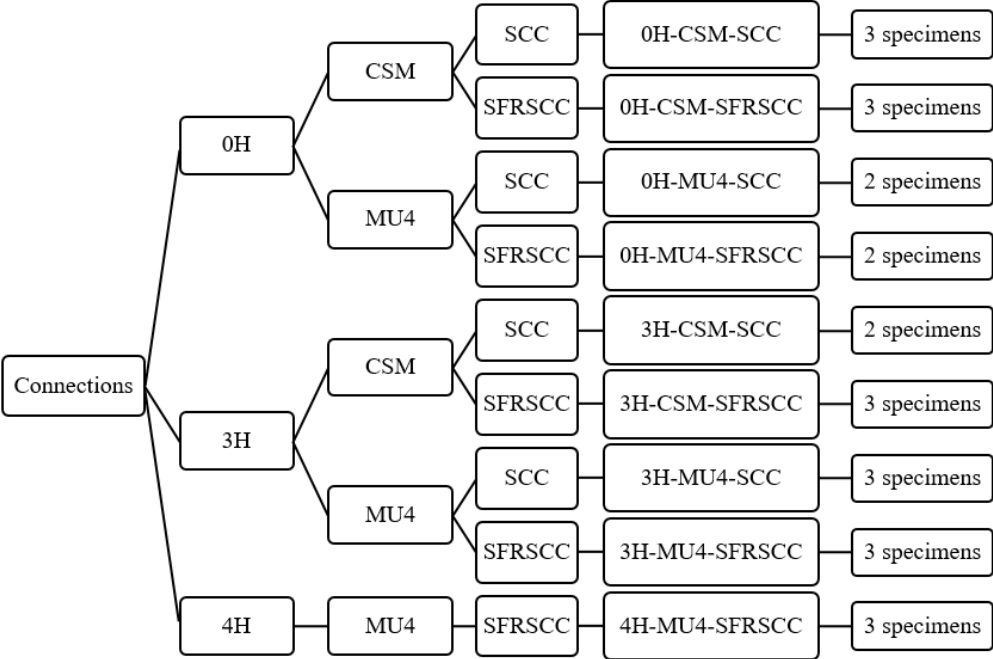 SCC
0H-CSM-SCC
3 specimens
CSM
SFRSCC
0H-CSM-SFRSCC
3 specimens
0H
SCC
0H-MU4-SCC
2 specimens
MU4
SFRSCC
0H-MU4-SFRSCC
2 specimens
SCC
3H-CSM-SCC
2 specimens
CSM
Connections
SFRSCC
3H-CSM-SFRSCC
3 specimens
3H
SCC
3H-MU4-SCC
3 specimens
MU4
SFRSCC
3H-MU4-SFRSCC
3 specimens
4H
MU4
SFRSCC
4H-MU4-SFRSCC
3 specimens